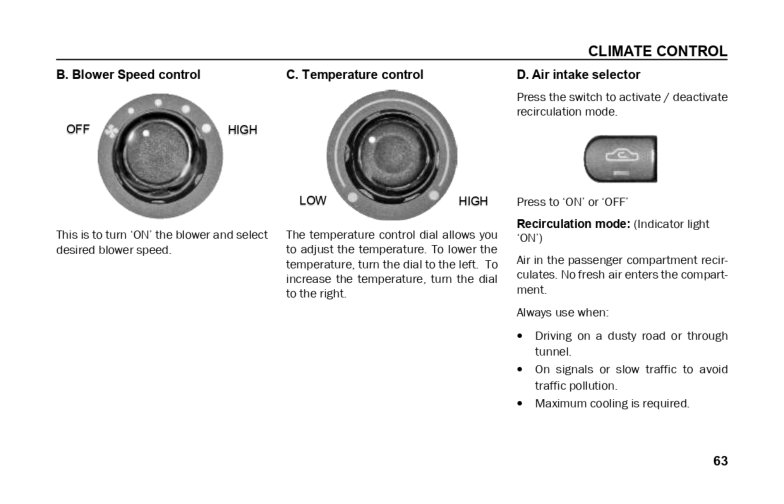 CLIMATE CONTROL
B. Blower Speed control
OFF
HIGH
This is to turn ‘ON’ the blower and select
desired blower speed.
C. Temperature control
LOW
HIGH
The temperature control dial allows you
to adjust the temperature. To lower the
temperature, turn the dial to the left. To
increase the temperature, turn the dial
to the right.
D. Air intake selector
Press the switch to activate / deactivate
recirculation mode.
Press to ‘ON’ or ‘OFF’
Recirculation mode: (Indicator light
‘ON’)
Air in the passenger compartment recir-
culates. No fresh air enters the compart-
ment.
Always use when:
• Driving on a dusty road or through
tunnel.
• On signals or slow traffic to avoid
traffic pollution.
• Maximum cooling is required.
63